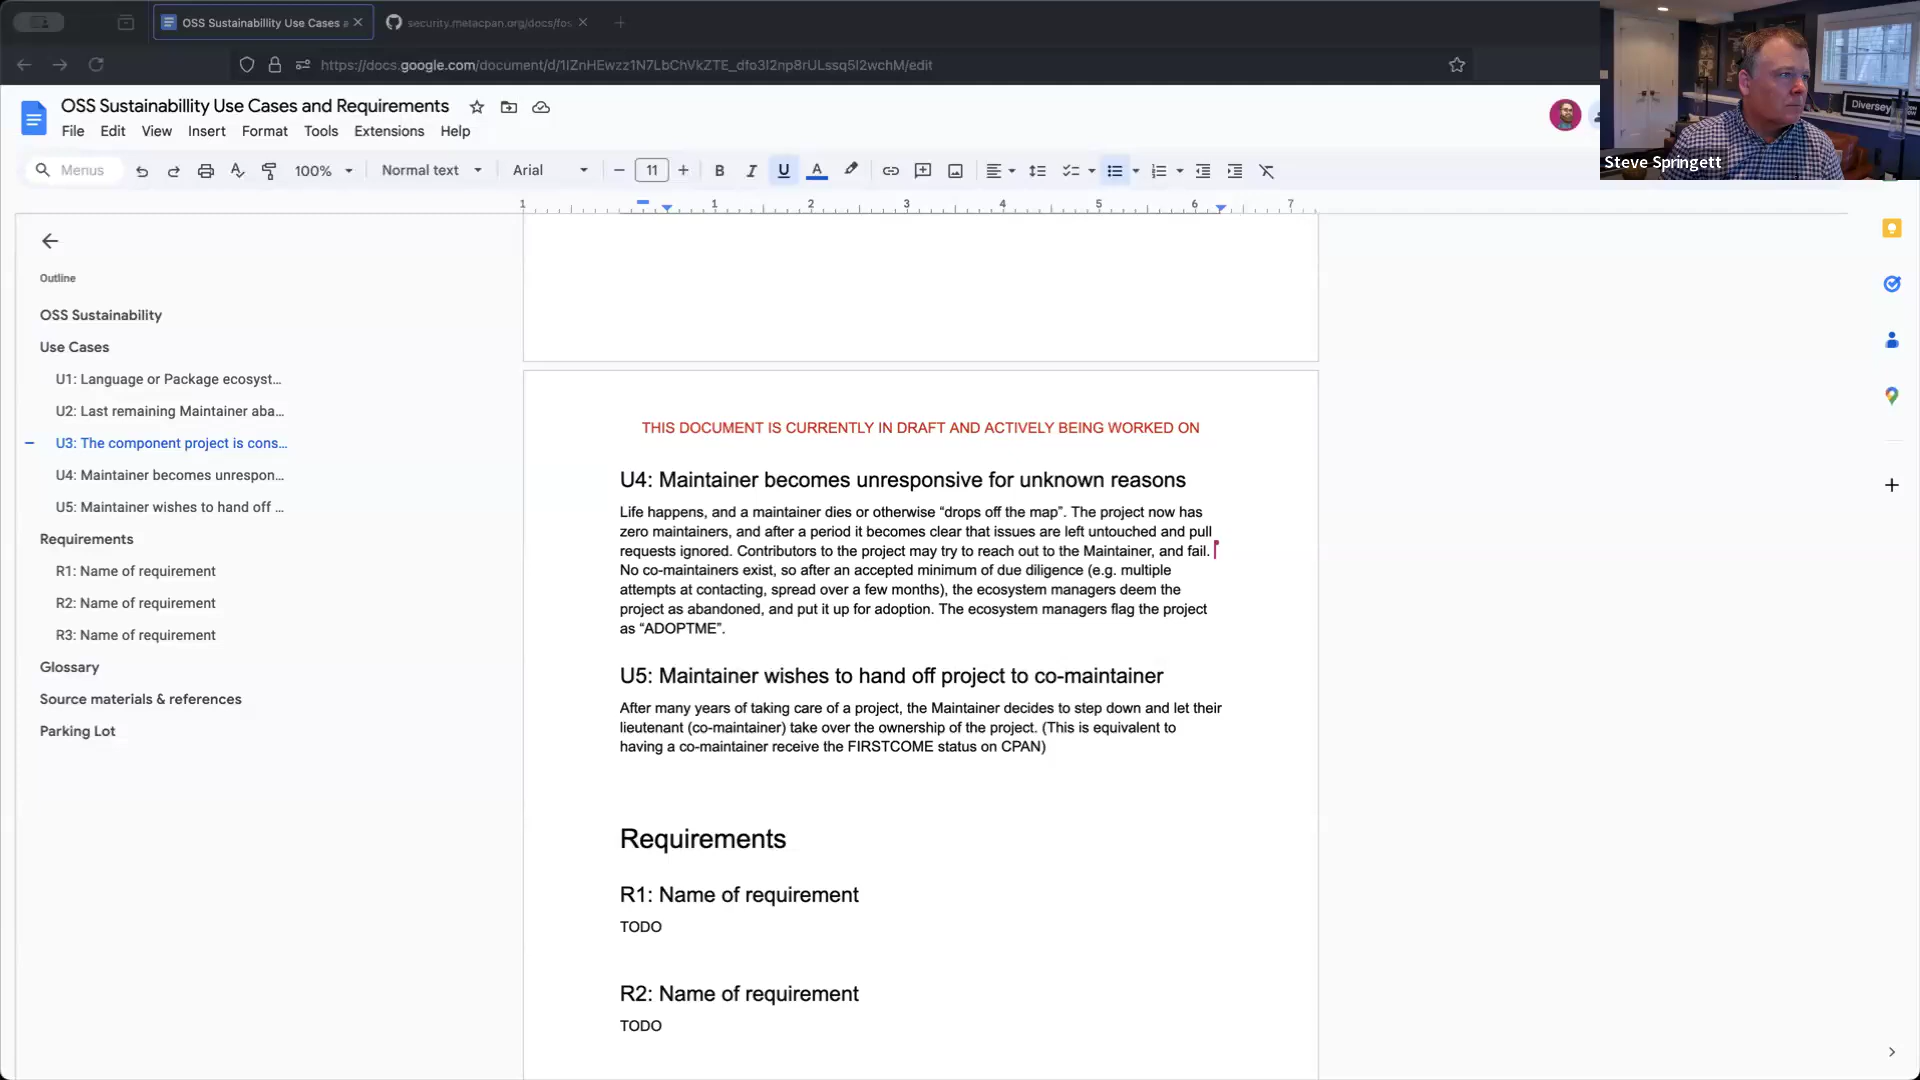 OSS Sustainabillity Use Cases a
security.metacpan.org/docs/fos
https://docs.google.com/document/d/1IZnHEwzz1N7LbChVkZTE_dfo3I2np8rULssq5I2wchM/edit
OSS Sustainabillity Use Cases and Requirements
File Edit View Insert Format Tools Extensions Help
Menus 100% Normal text Arial 11
Diversey
Steve Springett
1 1 2 3 4 5 6 7
Outline
OSS Sustainability
Use Cases
U1: Language or Package ecosyst...
U2: Last remaining Maintainer aba...
U3: The component project is cons...
U4: Maintainer becomes unrespon...
U5: Maintainer wishes to hand off ...
Requirements
R1: Name of requirement
R2: Name of requirement
R3: Name of requirement
Glossary
Source materials & references
Parking Lot
THIS DOCUMENT IS CURRENTLY IN DRAFT AND ACTIVELY BEING WORKED ON
U4: Maintainer becomes unresponsive for unknown reasons
Life happens, and a maintainer dies or otherwise “drops off the map”. The project now has
zero maintainers, and after a period it becomes clear that issues are left untouched and pull
requests ignored. Contributors to the project may try to reach out to the Maintainer, and fail.
No co-maintainers exist, so after an accepted minimum of due diligence (e.g. multiple
attempts at contacting, spread over a few months), the ecosystem managers deem the
project as abandoned, and put it up for adoption. The ecosystem managers flag the project
as “ADOPTME”.
U5: Maintainer wishes to hand off project to co-maintainer
After many years of taking care of a project, the Maintainer decides to step down and let their
lieutenant (co-maintainer) take over the ownership of the project. (This is equivalent to
having a co-maintainer receive the FIRSTCOME status on CPAN)
Requirements
R1: Name of requirement
TODO
R2: Name of requirement
TODO